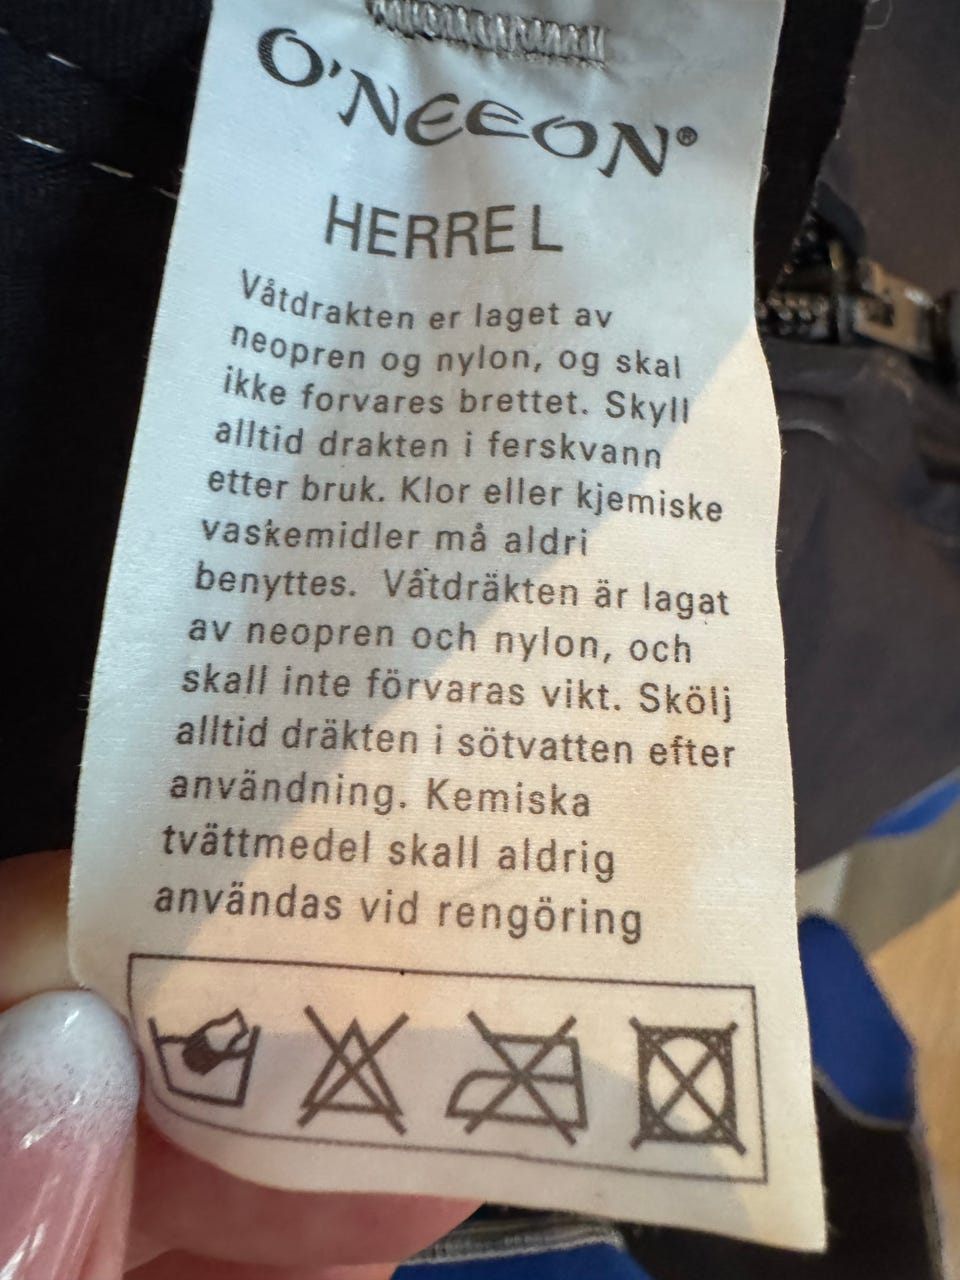 O'NEEON®
HERRE L
Våtdrakten er laget av
neopren og nylon, og skal
ikke forvares brettet. Skyll
alltid drakten i ferskvann
etter bruk. Klor eller kjemiske
vaskemidler må aldri
benyttes. Våtdräkten är lagat
av neopren och nylon, och
skall inte förvaras vikt. Skölj
alltid dräkten i sötvatten efter
användning. Kemiska
tvättmedel skall aldrig
användas vid rengöring